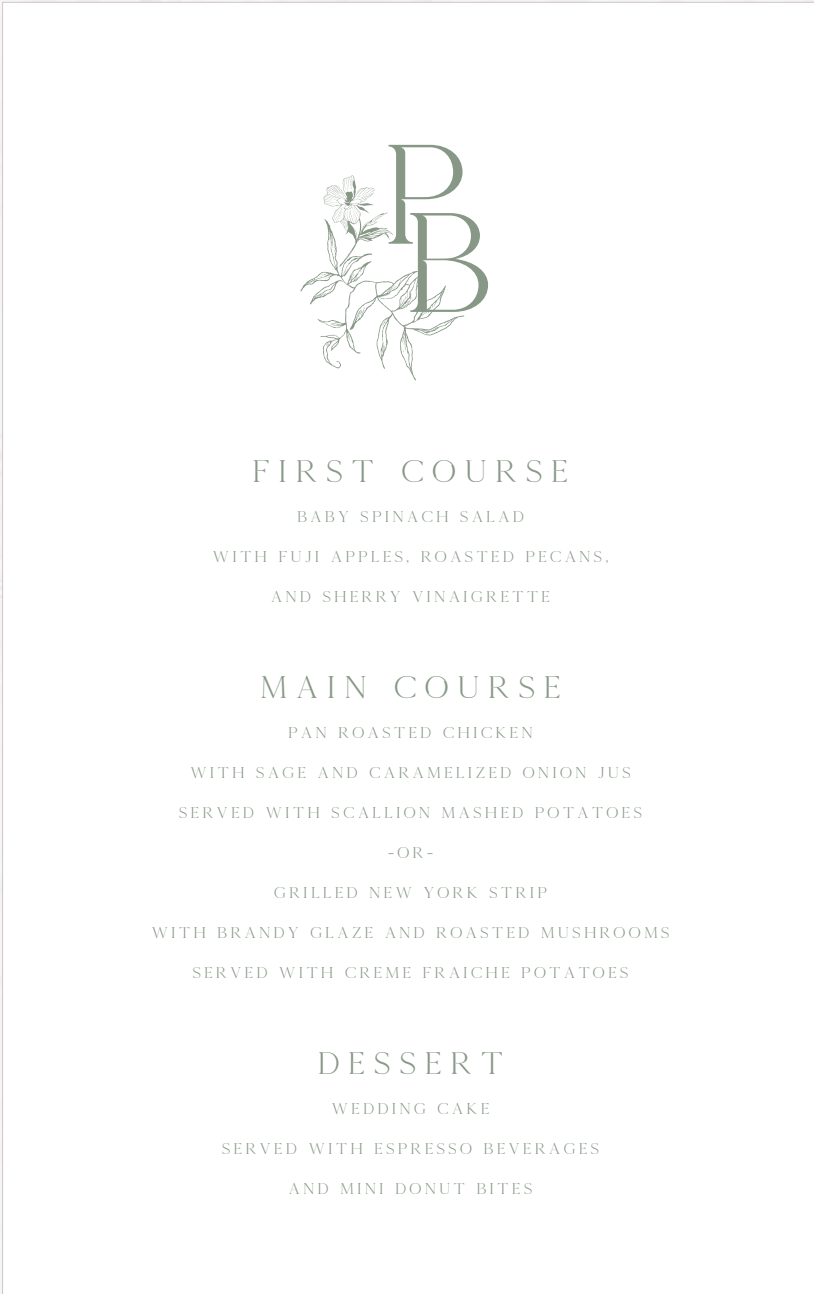 P
B
FIRST COURSE
BABY SPINACH SALAD
WITH FUJI APPLES, ROASTED PECANS,
AND SHERRY VINAIGRETTE
MAIN COURSE
PAN ROASTED CHICKEN
WITH SAGE AND CARAMELIZED ONION JUS
SERVED WITH SCALLION MASHED POTATOES
-OR-
GRILLED NEW YORK STRIP
WITH BRANDY GLAZE AND ROASTED MUSHROOMS
SERVED WITH CREME FRAICHE POTATOES
DESSERT
WEDDING CAKE
SERVED WITH ESPRESSO BEVERAGES
AND MINI DONUT BITES